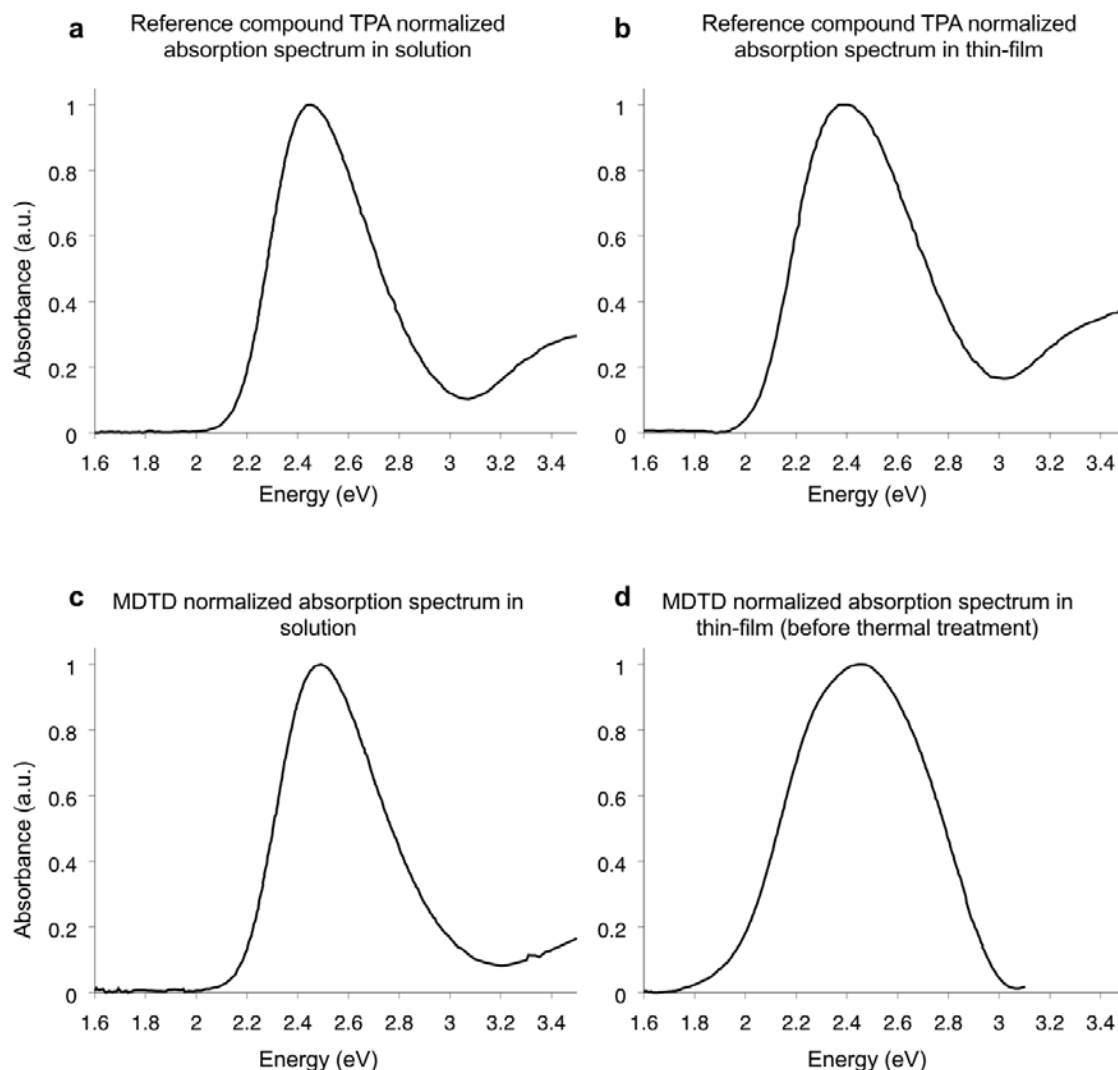 a
Reference compound TPA normalized
absorption spectrum in solution
1
0.8
0.6
0.4
0.2
0
Absorbance (a.u.)
1.6 1.8 2 2.2 2.4 2.6 2.8 3 3.2 3.4
Energy (eV)
b
Reference compound TPA normalized
absorption spectrum in thin-film
1
0.8
0.6
0.4
0.2
0
1.6 1.8 2 2.2 2.4 2.6 2.8 3 3.2 3.4
Energy (eV)
c
MDTD normalized absorption spectrum in
solution
1
0.8
0.6
0.4
0.2
0
Absorbance (a.u.)
1.6 1.8 2 2.2 2.4 2.6 2.8 3 3.2 3.4
Energy (eV)
d
MDTD normalized absorption spectrum in
thin-film (before thermal treatment)
1
0.8
0.6
0.4
0.2
0
1.6 1.8 2 2.2 2.4 2.6 2.8 3 3.2 3.4
Energy (eV)